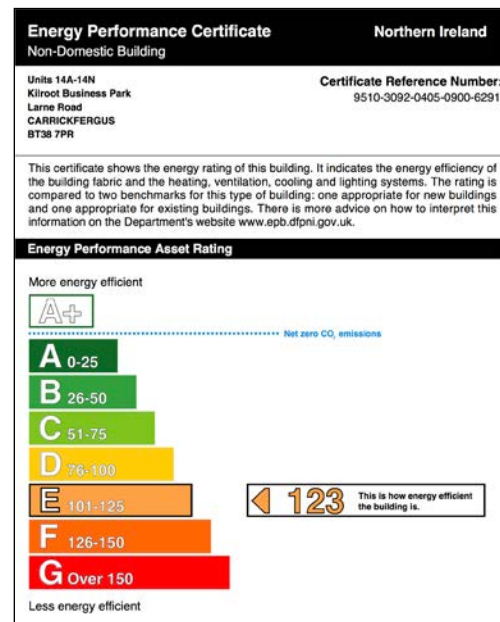 Energy Performance Certificate
Northern Ireland
Non-Domestic Building
Units 14A-14N
Kilroot Business Park
Larne Road
CARRICKFERGUS
BT38 7PR
Certificate Reference Number:
9510-3092-0405-0900-6291
This certificate shows the energy rating of this building. It indicates the energy efficiency of
the building fabric and the heating, ventilation, cooling and lighting systems. The rating is
compared to two benchmarks for this type of building: one appropriate for new buildings
and one appropriate for existing buildings. There is more advice on how to interpret this
information on the Department's website www.epb.dfpni.gov.uk.
Energy Performance Asset Rating
More energy efficient
A+
Net zero CO₂ emissions
A 0-25
B 26-50
C 51-75
D 76-100
E 101-125
123
This is how energy efficient
the building is.
F 126-150
G Over 150
Less energy efficient